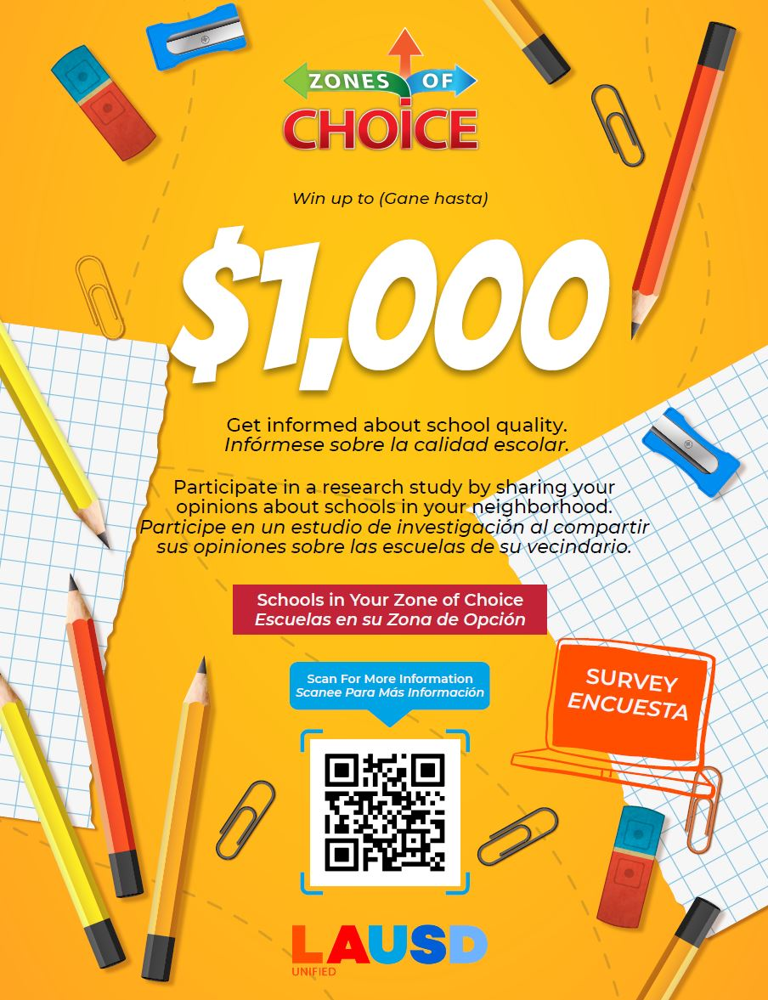 ZONES OF
CHOICE
Win up to (Gane hasta)
$1,000
Get informed about school quality.
Infórmese sobre la calidad escolar.
Participate in a research study by sharing your
opinions about schools in your neighborhood.
Participe en un estudio de investigación al compartir
sus opiniones sobre las escuelas de su vecindario.
Schools in Your Zone of Choice
Escuelas en su Zona de Opción
Scan For More Information
Scanee Para Más Información
SURVEY
ENCUESTA
LAUSD
UNIFIED